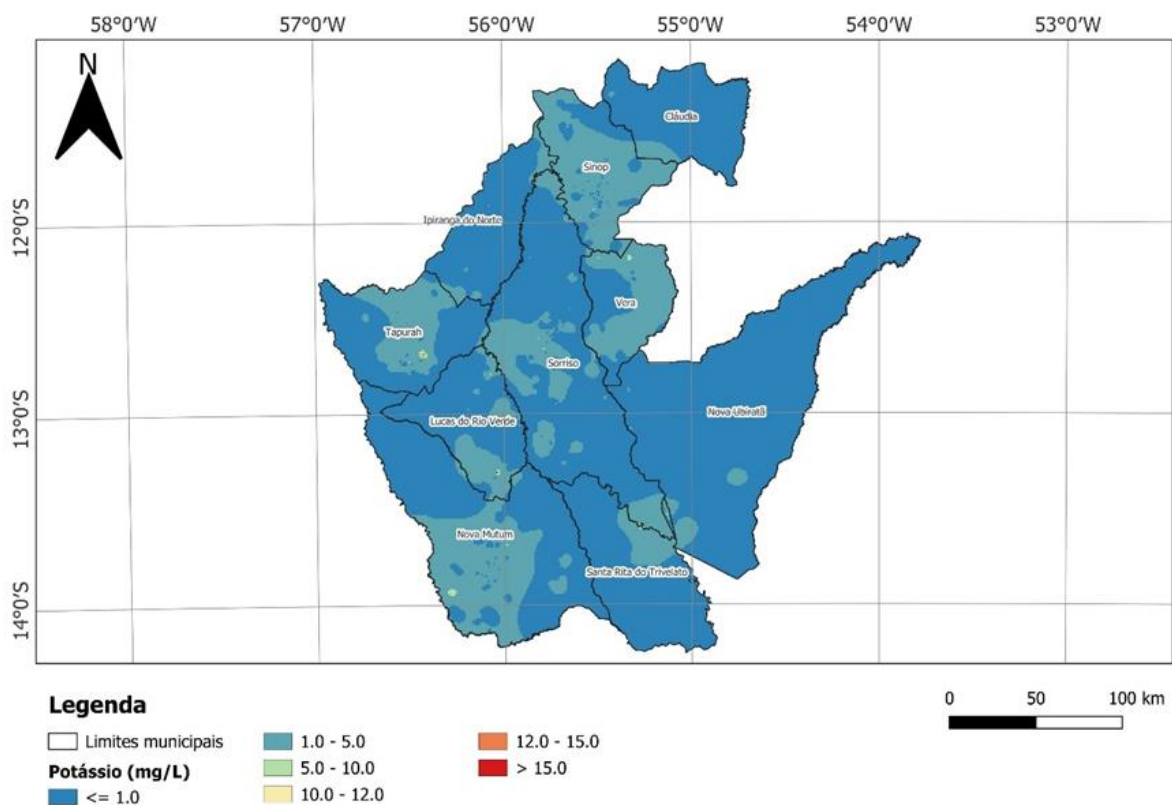 58°0'W 57°0'W 56°0'W 55°0'W 54°0'W 53°0'W
N
Cláudia
Sinop
Ipiranga do Norte
12°0'S
Vera
Tapurah
Sorriso
Nova Ubiratã
Lucas do Rio Verde
13°0'S
Nova Mutum
Santa Rita do Trivelato
14°0'S
Legenda
Limites municipais
Potássio (mg/L)
<= 1.0
1.0 - 5.0
5.0 - 10.0
10.0 - 12.0
12.0 - 15.0
> 15.0
0 50 100 km